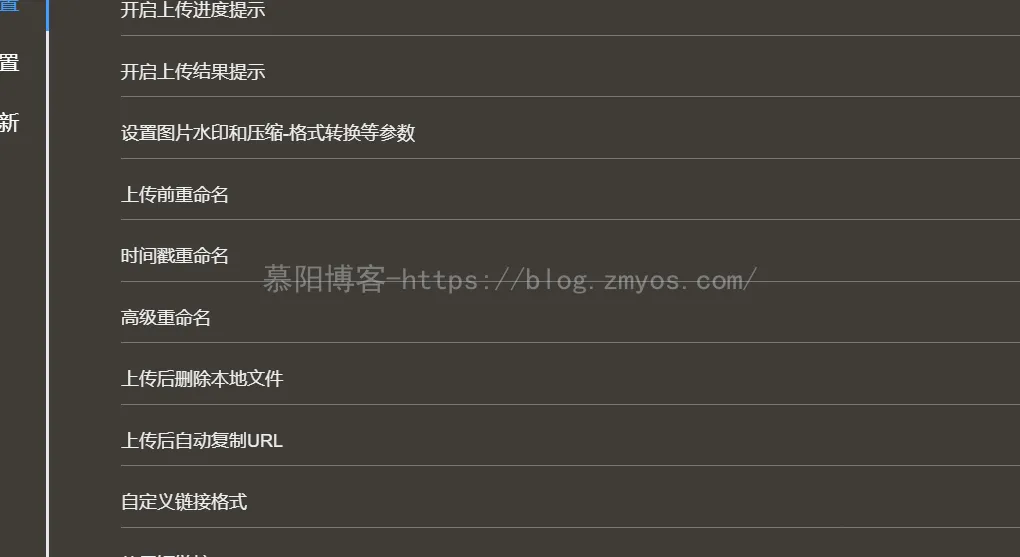 置
开启上传进度提示
开启上传结果提示
置
设置图片水印和压缩-格式转换等参数
新
上传前重命名
时间戳重命名
慕阳博客-https://blog.zmyos.com/
高级重命名
上传后删除本地文件
上传后自动复制URL
自定义链接格式